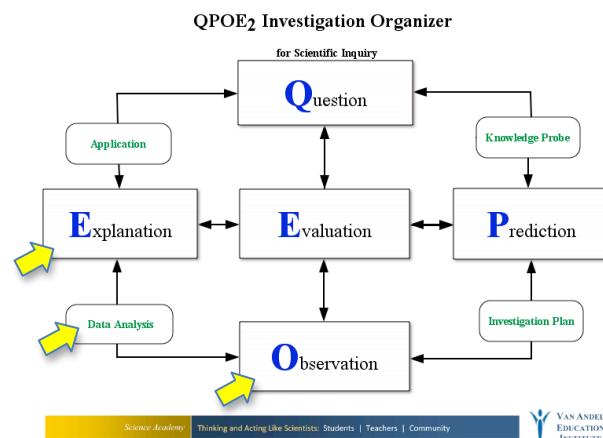 QPOE2 Investigation Organizer
for Scientific Inquiry
Question
Application
Knowledge Probe
Explanation
Evaluation
Prediction
Data Analysis
Investigation Plan
Observation
Science Academy
Thinking and Acting Like Scientists: Students | Teachers | Community
VAN ANDEL
EDUCATION
INSTITUTE